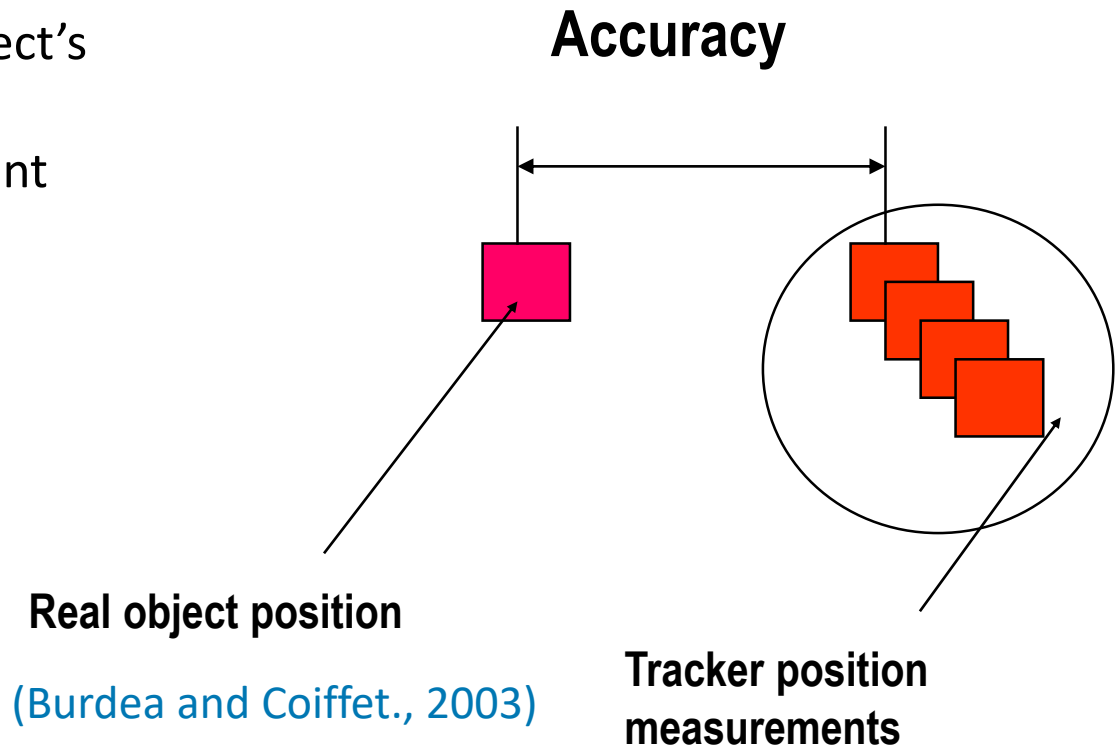 ect’s
nt
Accuracy
Real object position
(Burdea and Coiffet., 2003)
Tracker position
measurements